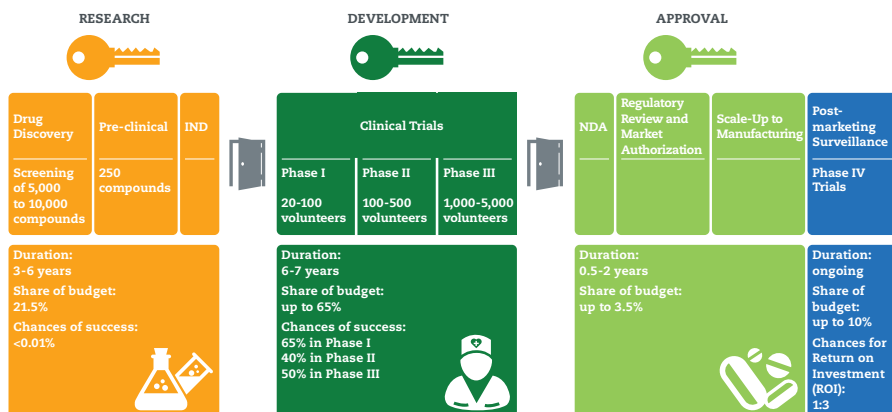 RESEARCH
DEVELOPMENT
APPROVAL
Drug
Discovery
Pre-clinical
IND
Screening
of 5,000
to 10,000
compounds
250
compounds
Clinical Trials
Phase I
20-100
volunteers
Phase II
100-500
volunteers
Phase III
1,000-5,000
volunteers
NDA
Regulatory
Review and
Market
Authorization
Scale-Up to
Manufacturing
Post-
marketing
Surveillance
Phase IV
Trials
Duration:
3-6 years
Share of budget:
21.5%
Chances of success:
<0.01%
Duration:
6-7 years
Share of budget:
up to 65%
Chances of success:
65% in Phase I
40% in Phase II
50% in Phase III
Duration:
0.5-2 years
Share of budget:
up to 3.5%
Duration:
ongoing
Share of
budget:
up to 10%
Chances for
Return on
Investment
(ROI):
1:3